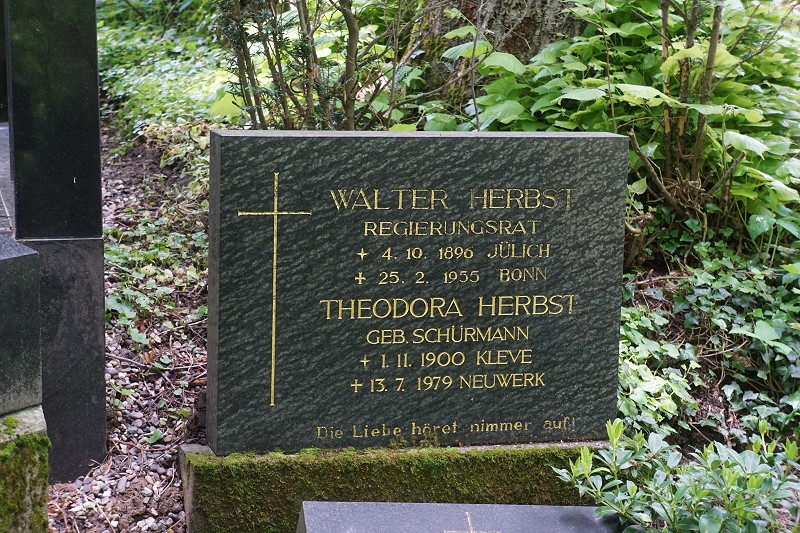 WALTER HERBST
REGIERUNGSRAT
✦ 4. 10. 1896 JÜLICH
✝ 25. 2. 1955 BONN
THEODORA HERBST
GEB. SCHÜRMANN
✦ 1. 11. 1900 KLEVE
✝ 13. 7. 1979 NEUWERK
Die Liebe höret nimmer auf!